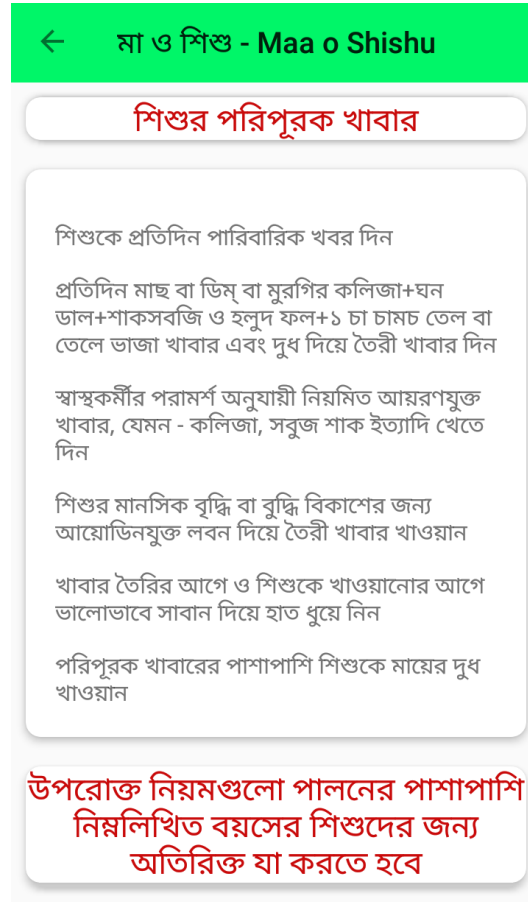 মা ও শিশু - Maa o Shishu
শিশুর পরিপূরক খাবার
শিশুকে প্রতিদিন পারিবারিক খবর দিন
প্রতিদিন মাছ বা ডিম্ বা মুরগির কলিজা+ঘন
ডাল+শাকসবজি ও হলুদ ফল+১ চা চামচ তেল বা
তেলে ভাজা খাবার এবং দুধ দিয়ে তৈরী খাবার দিন
স্বাস্থকর্মীর পরামর্শ অনুযায়ী নিয়মিত আয়রণযুক্ত
খাবার, যেমন - কলিজা, সবুজ শাক ইত্যাদি খেতে
দিন
শিশুর মানসিক বৃদ্ধি বা বুদ্ধি বিকাশের জন্য
আয়োডিনযুক্ত লবন দিয়ে তৈরী খাবার খাওয়ান
খাবার তৈরির আগে ও শিশুকে খাওয়ানোর আগে
ভালোভাবে সাবান দিয়ে হাত ধুয়ে নিন
পরিপূরক খাবারের পাশাপাশি শিশুকে মায়ের দুধ
খাওয়ান
উপরোক্ত নিয়মগুলো পালনের পাশাপাশি
নিম্নলিখিত বয়সের শিশুদের জন্য
অতিরিক্ত যা করতে হবে